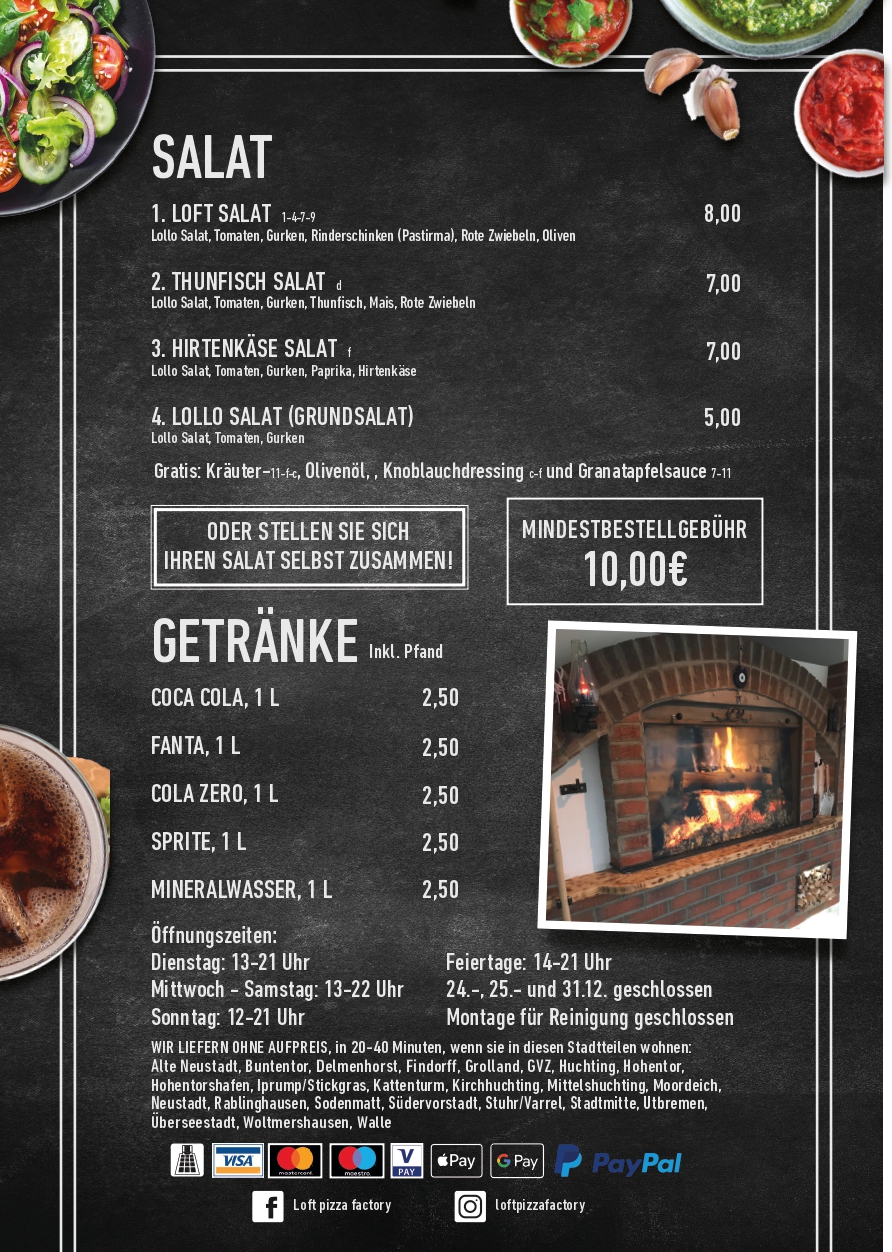 SALAT
1. LOFT SALAT 1-4-7-9 8,00
Lollo Salat, Tomaten, Gurken, Rinderschinken (Pastirma), Rote Zwiebeln, Oliven
2. THUNFISCH SALAT d 7,00
Lollo Salat, Tomaten, Gurken, Thunfisch, Mais, Rote Zwiebeln
3. HIRTENKÄSE SALAT f 7,00
Lollo Salat, Tomaten, Gurken, Paprika, Hirtenkäse
4. LOLLO SALAT (GRUNDSALAT) 5,00
Lollo Salat, Tomaten, Gurken
Gratis: Kräuter-11-f-c, Olivenöl, , Knoblauchdressing c-f und Granatapfelsauce 7-11
ODER STELLEN SIE SICH
IHREN SALAT SELBST ZUSAMMEN!
MINDESTBESTELLGEBÜHR
10,00€
GETRÄNKE Inkl. Pfand
COCA COLA, 1 L 2,50
FANTA, 1 L 2,50
COLA ZERO, 1 L 2,50
SPRITE, 1 L 2,50
MINERALWASSER, 1 L 2,50
Öffnungszeiten:
Dienstag: 13-21 Uhr
Mittwoch - Samstag: 13-22 Uhr
Sonntag: 12-21 Uhr
Feiertage: 14-21 Uhr
24.-, 25.- und 31.12. geschlossen
Montage für Reinigung geschlossen
WIR LIEFERN OHNE AUFPREIS, in 20-40 Minuten, wenn sie in diesen Stadtteilen wohnen:
Alte Neustadt, Buntentor, Delmenhorst, Findorff, Grolland, GVZ, Huchting, Hohentor,
Hohentorshafen, Iprump/Stickgras, Kattenturm, Kirchhuchting, Mittelshuchting, Moordeich,
Neustadt, Rablinghausen, Sodenmatt, Südervorstadt, Stuhr/Varrel, Stadtmitte, Utbremen,
Überseestadt, Woltmershausen, Walle
VISA mastercard. maestro. V PAY Pay G Pay PayPal
Loft pizza factory loftpizzafactory